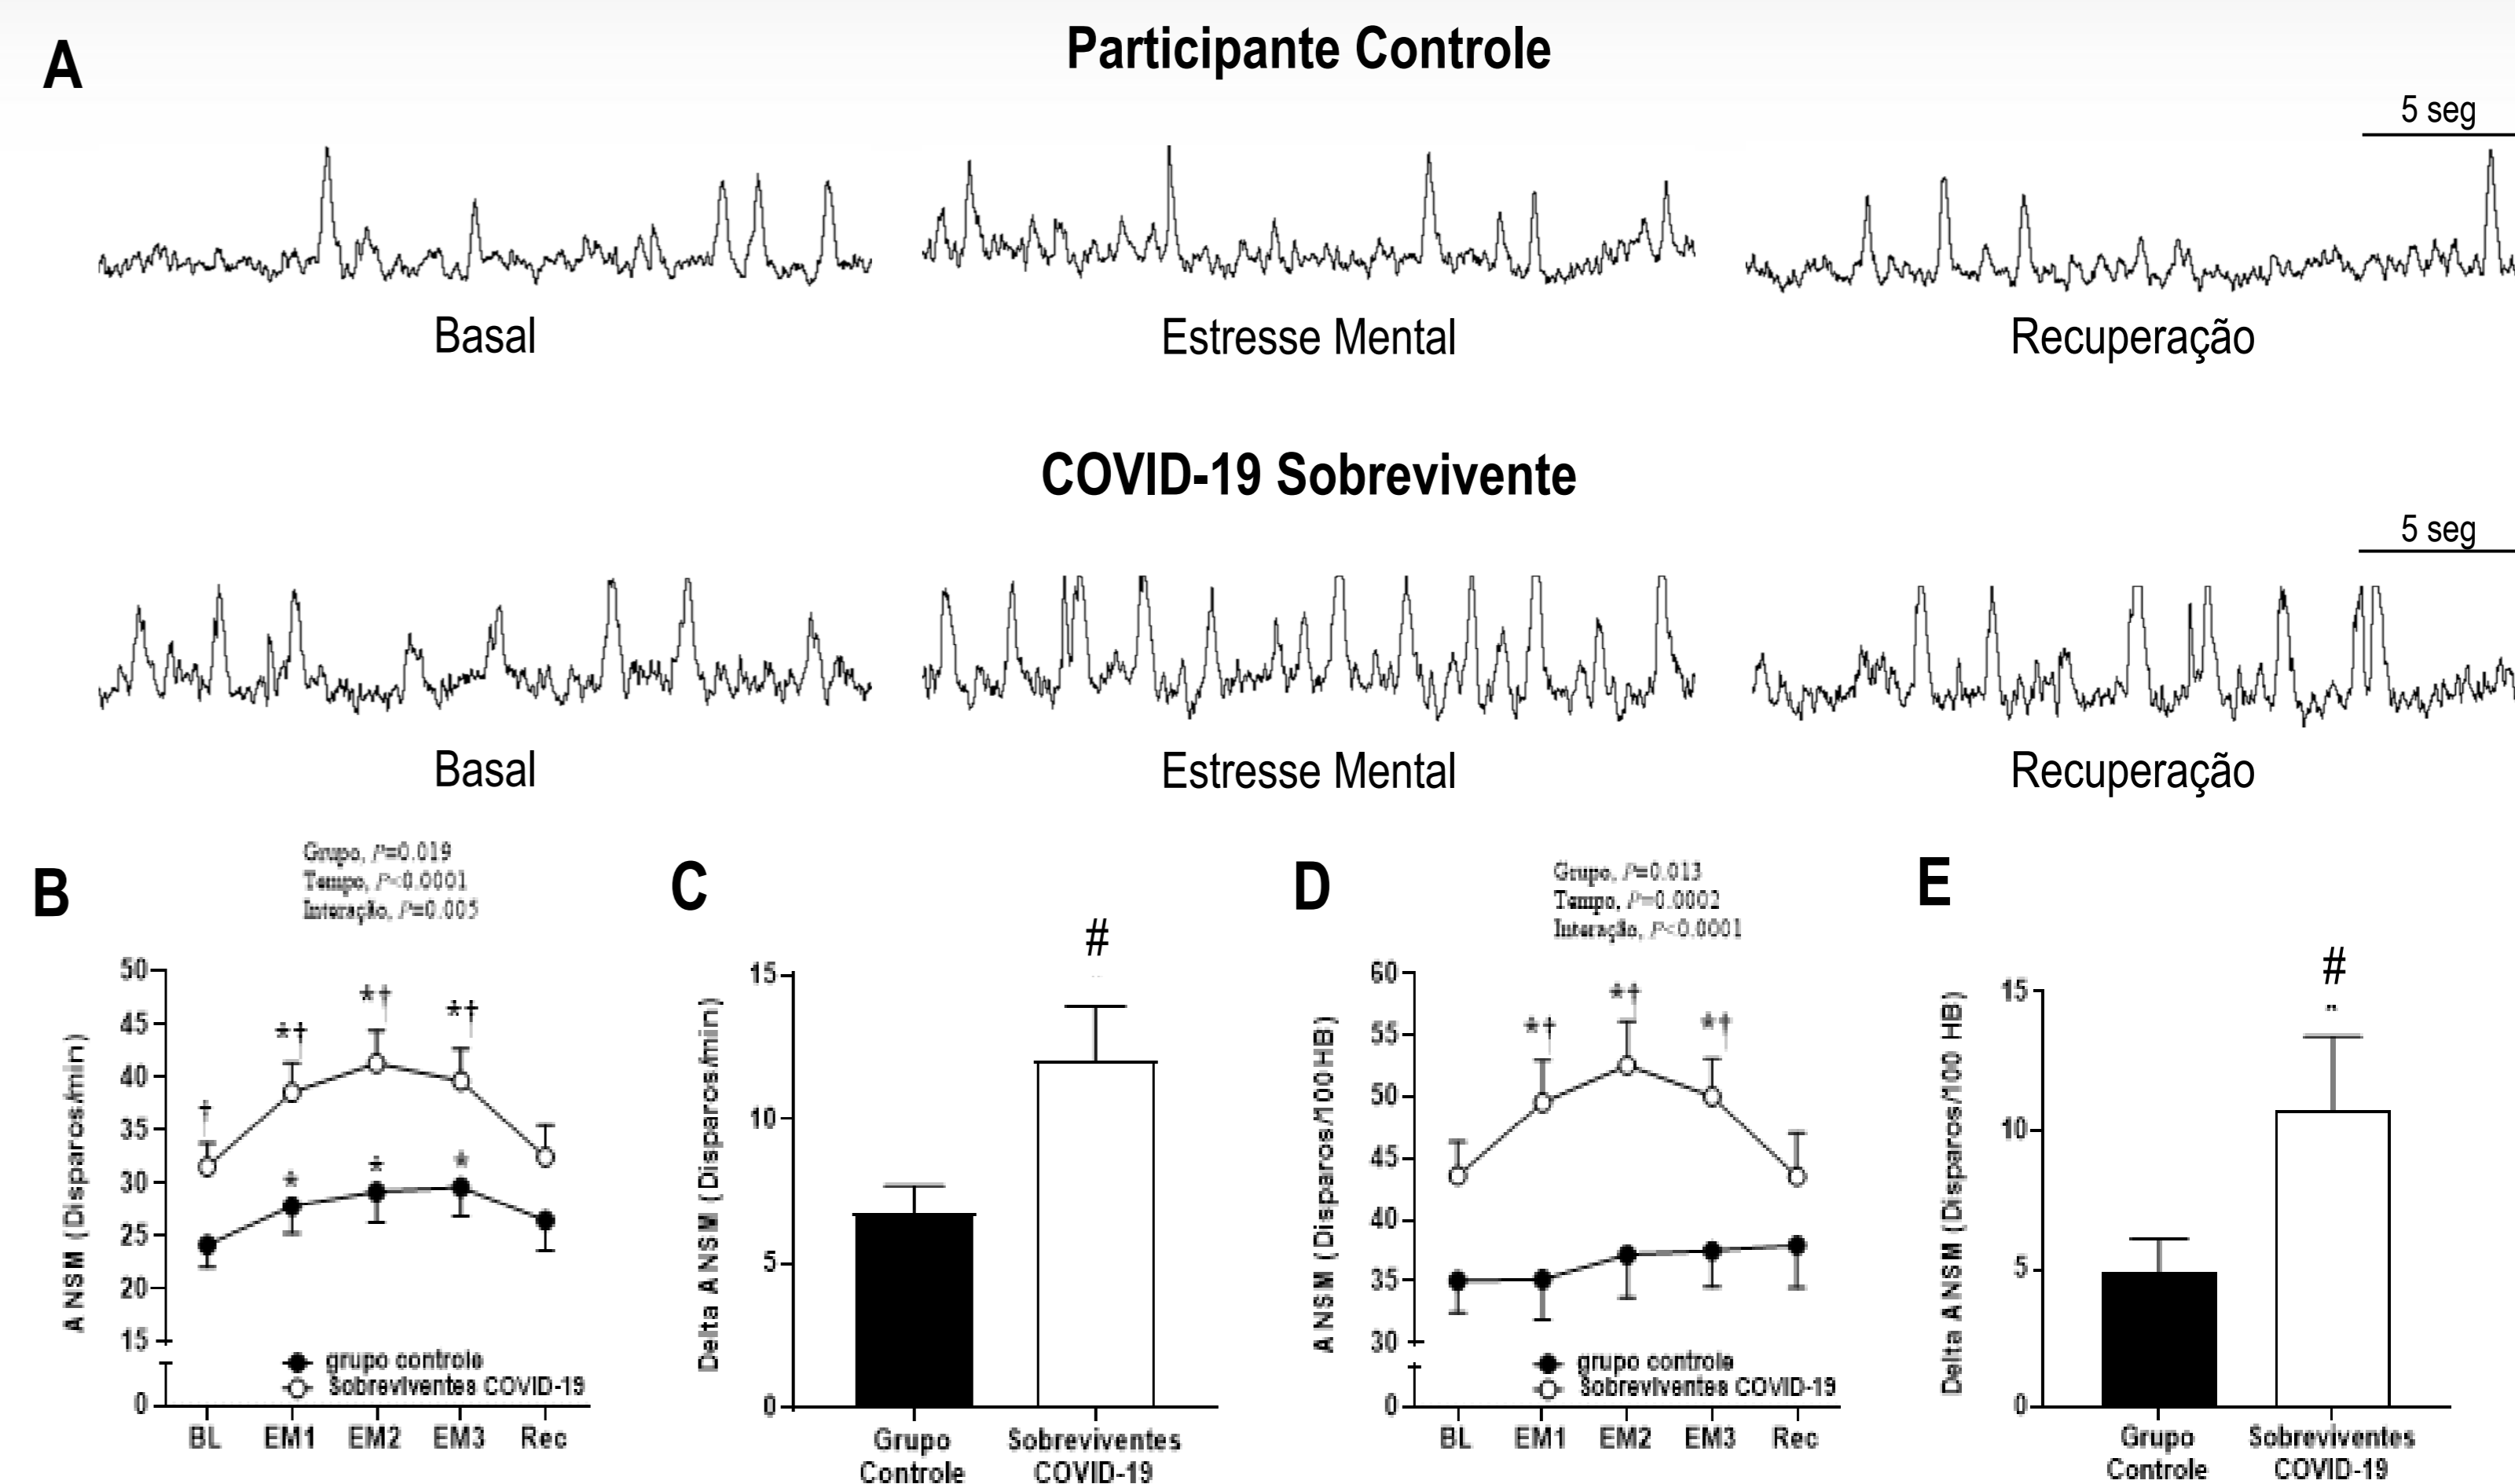 A
Participante Controle
5 seg
Basal
Estresse Mental
Recuperação
COVID-19 Sobrevivente
5 seg
Basal
Estresse Mental
Recuperação
B
Grupo, P=0.019
Tempo, P<0.0001
Interação, P=0.005
ANSM (Disparos/min)
50
45
40
35
30
25
20
15
0
†
*†
*†
*†
*
*
*
grupo controle
Sobreviventes COVID-19
BL EM1 EM2 EM3 Rec
C
#
Delta ANSM (Disparos/min)
15
10
5
0
Grupo
Controle
Sobreviventes
COVID-19
D
Grupo, P=0.013
Tempo, P=0.0002
Interação, P<0.0001
ANSM (Disparos/100HB)
60
55
50
45
40
35
30
0
*†
*†
*†
grupo controle
Sobreviventes COVID-19
BL EM1 EM2 EM3 Rec
E
#
Delta ANSM (Disparos/100 HB)
15
10
5
0
Grupo
Controle
Sobreviventes
COVID-19